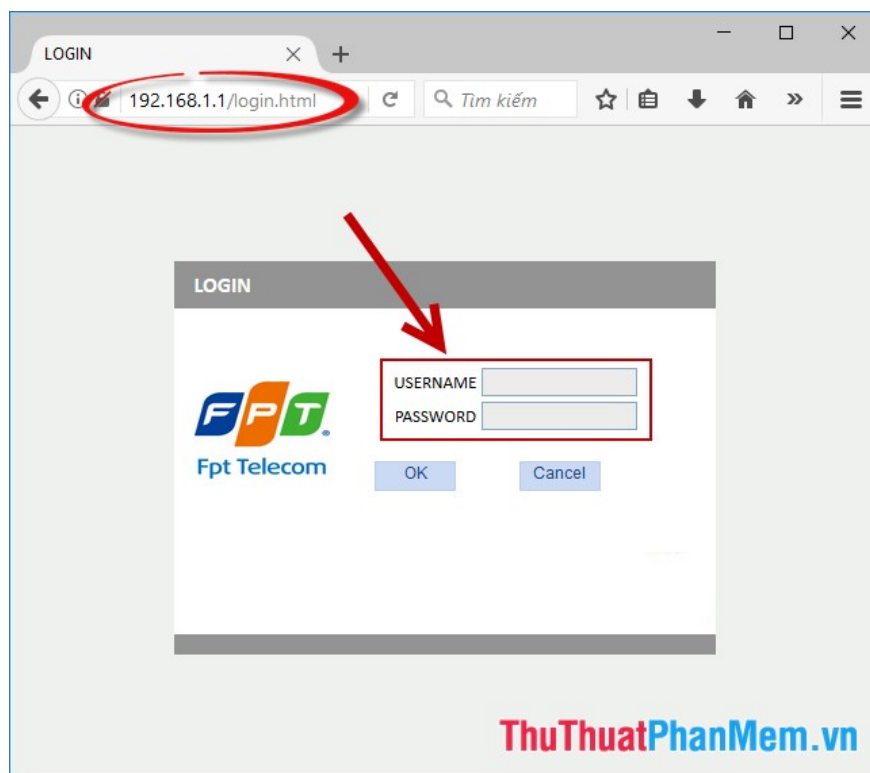 LOGIN
192.168.1.1/login.html
Tìm kiếm
LOGIN
USERNAME
PASSWORD
FPT
Fpt Telecom
OK
Cancel
ThuThuatPhanMem.vn